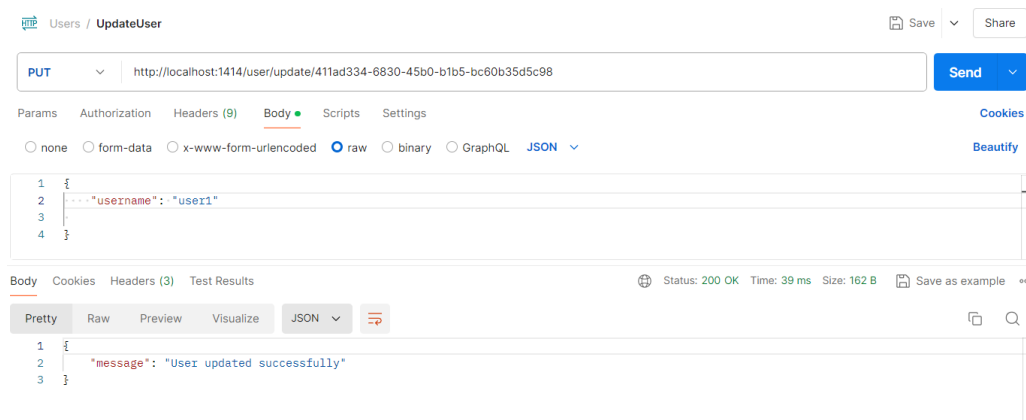 HTTP Users / UpdateUser Save Share
PUT http://localhost:1414/user/update/411ad334-6830-45b0-b1b5-bc60b35d5c98 Send
Params Authorization Headers (9) Body Scripts Settings Cookies
none form-data x-www-form-urlencoded raw binary GraphQL JSON Beautify
1 {
2 "username": "user1"
3
4 }
Body Cookies Headers (3) Test Results Status: 200 OK Time: 39 ms Size: 162 B Save as example
Pretty Raw Preview Visualize JSON
1 {
2 "message": "User updated successfully"
3 }